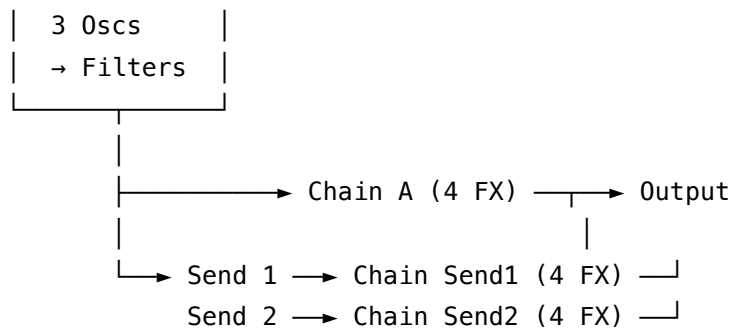 3 Oscs
→ Filters
Chain A (4 FX) → Output
Send 1 → Chain Send1 (4 FX)
Send 2 → Chain Send2 (4 FX)